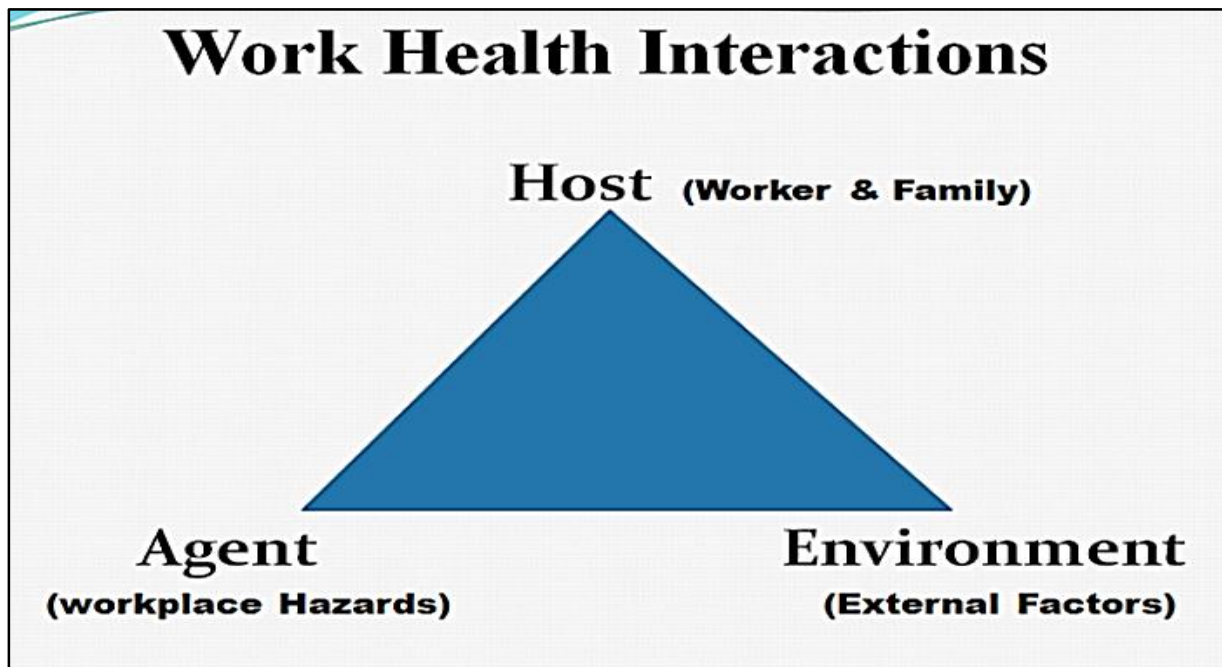 Work Health Interactions
Host (Worker & Family)
Agent
(workplace Hazards)
Environment
(External Factors)